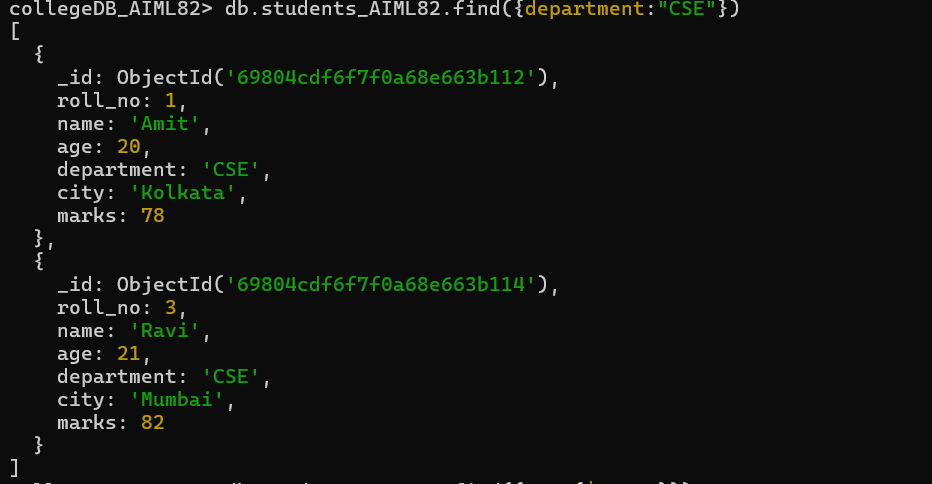 collegeDB_AIML82> db.students_AIML82.find({department:"CSE"})
[
  {
    _id: ObjectId('69804cdf6f7f0a68e663b112'),
    roll_no: 1,
    name: 'Amit',
    age: 20,
    department: 'CSE',
    city: 'Kolkata',
    marks: 78
  },
  {
    _id: ObjectId('69804cdf6f7f0a68e663b114'),
    roll_no: 3,
    name: 'Ravi',
    age: 21,
    department: 'CSE',
    city: 'Mumbai',
    marks: 82
  }
]